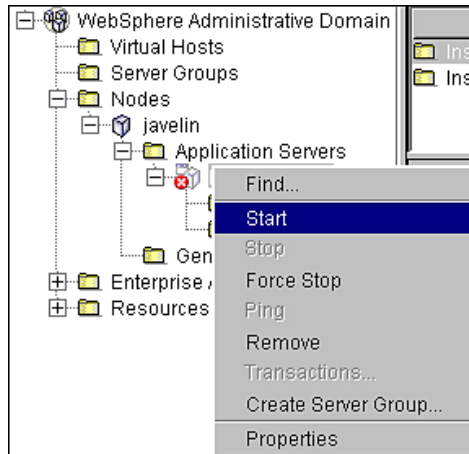 WebSphere Administrative Domain
Virtual Hosts
Server Groups
Nodes
javelin
Application Servers
Gen
Enterprise
Resources
Ins
Ins
Find...
Start
Stop
Force Stop
Ping
Remove
Transactions...
Create Server Group...
Properties